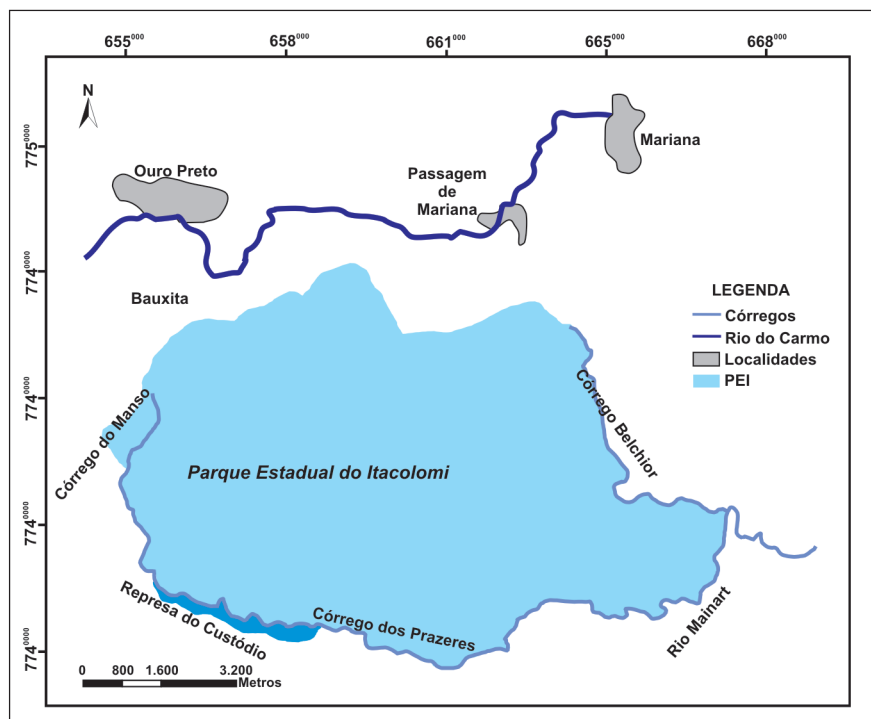 655⁰⁰⁰ 658⁰⁰⁰ 661⁰⁰⁰ 665⁰⁰⁰ 668⁰⁰⁰
N
775⁰⁰⁰⁰
774⁰⁰⁰⁰
774⁰⁰⁰⁰
774⁰⁰⁰⁰
774⁰⁰⁰⁰
Mariana
Ouro Preto
Passagem
de
Mariana
Bauxita
LEGENDA
Córregos
Rio do Carmo
Localidades
PEI
Córrego do Manso
Córrego Belchior
Parque Estadual do Itacolomi
Represa do Custódio
Córrego dos Prazeres
Rio Mainart
0 800 1.600 3.200
Metros